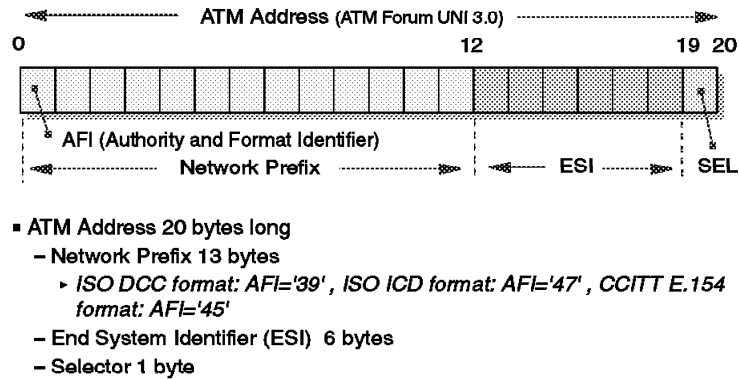 ATM Address (ATM Forum UNI 3.0)
0 12 19 20
AFI (Authority and Format Identifier)
Network Prefix ESI SEL
▪ ATM Address 20 bytes long
– Network Prefix 13 bytes
▸ ISO DCC format: AFI='39' , ISO ICD format: AFI='47' , CCITT E.154
format: AFI='45'
– End System Identifier (ESI) 6 bytes
– Selector 1 byte